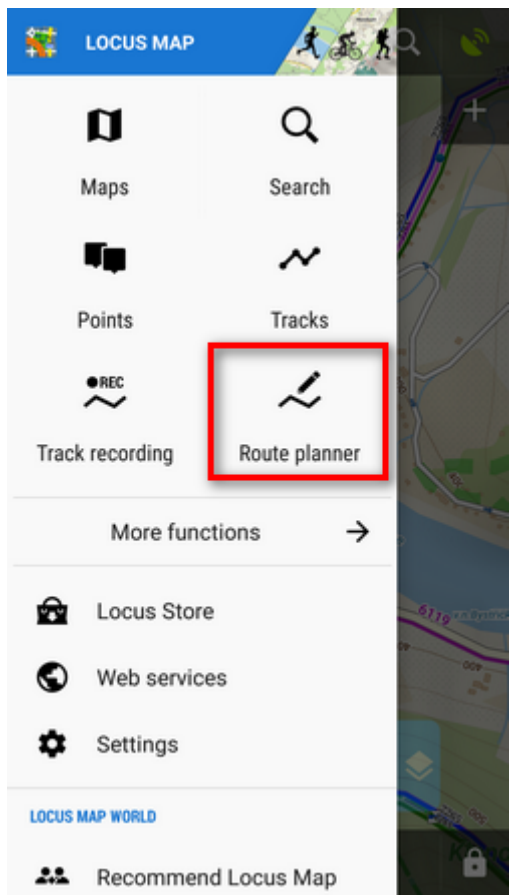 LOCUS MAP
Maps
Search
Points
Tracks
REC
Track recording
Route planner
More functions
Locus Store
Web services
Settings
LOCUS MAP WORLD
Recommend Locus Map
6119